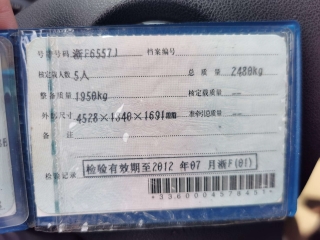 号牌号码 浙F6557J 档案编号
核定载人数 5人 总质量 2480kg
整备质量 1950kg 核定载质量 --
外廓尺寸 4528×1840×1691mm 准牵引总质量 --
备注
检验记录 检验有效期至2012年07月浙F(01)
*3360004578451*